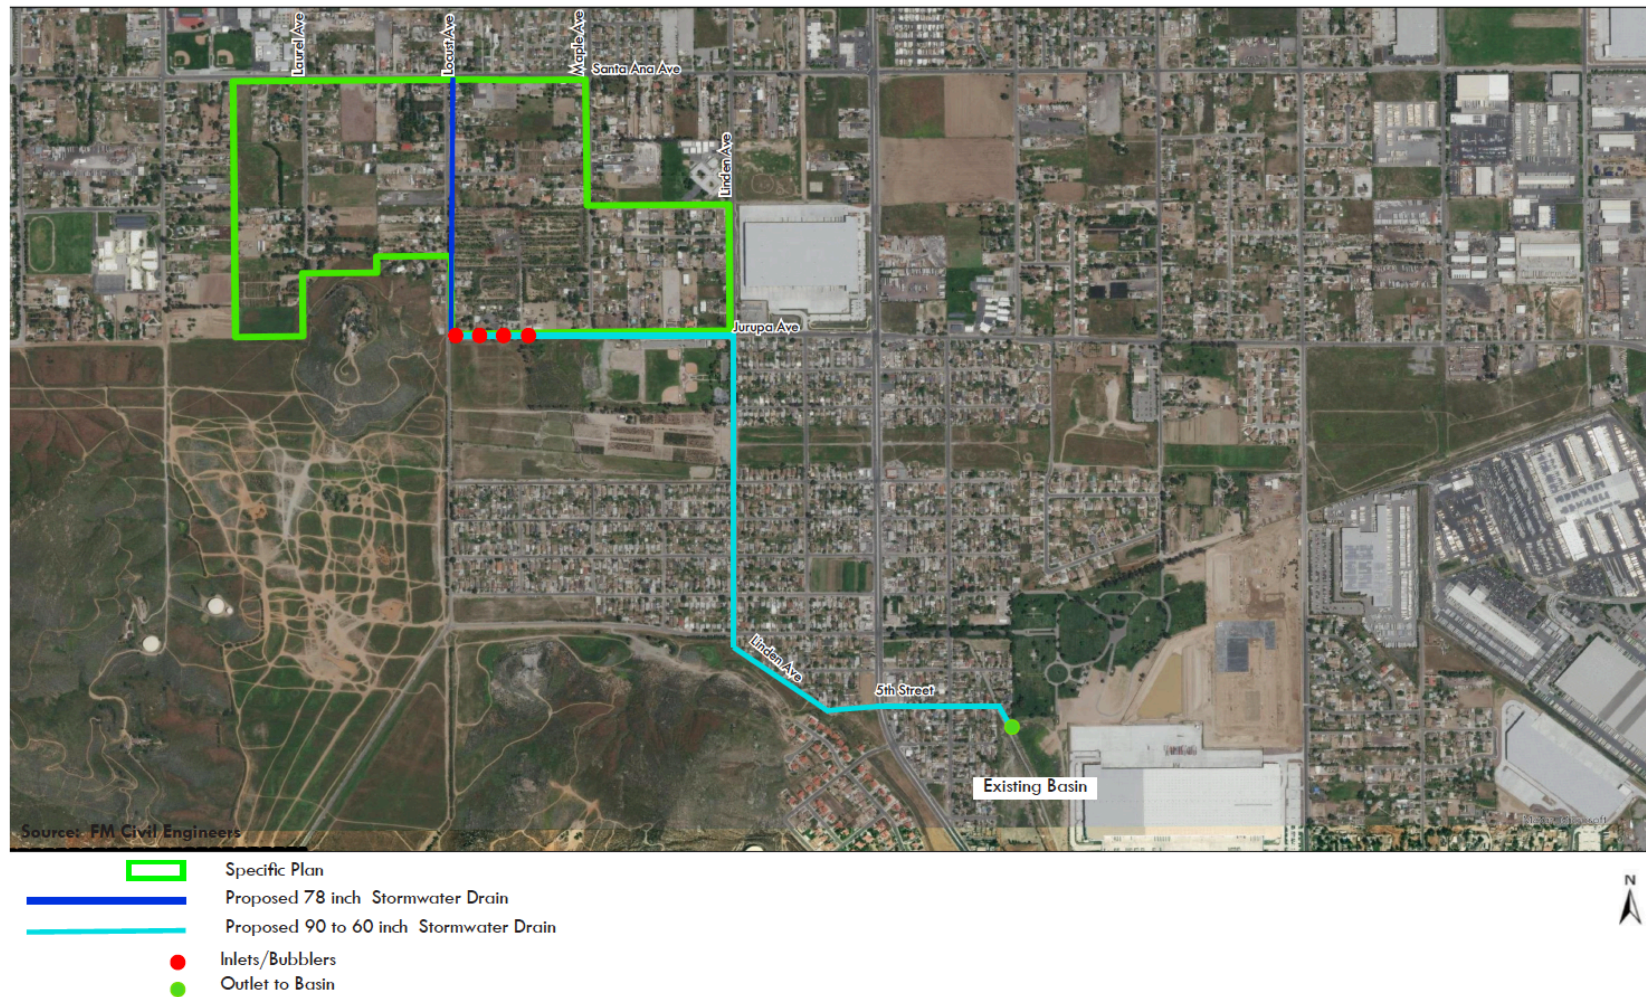 Laurel Ave
Locust Ave
Maple Ave
Santa Ana Ave
Linden Ave
Jurupa Ave
Linden Ave
5th Street
Existing Basin
Source: FM Civil Engineers
Specific Plan
Proposed 78 inch Stormwater Drain
Proposed 90 to 60 inch Stormwater Drain
Inlets/Bubblers
Outlet to Basin
N